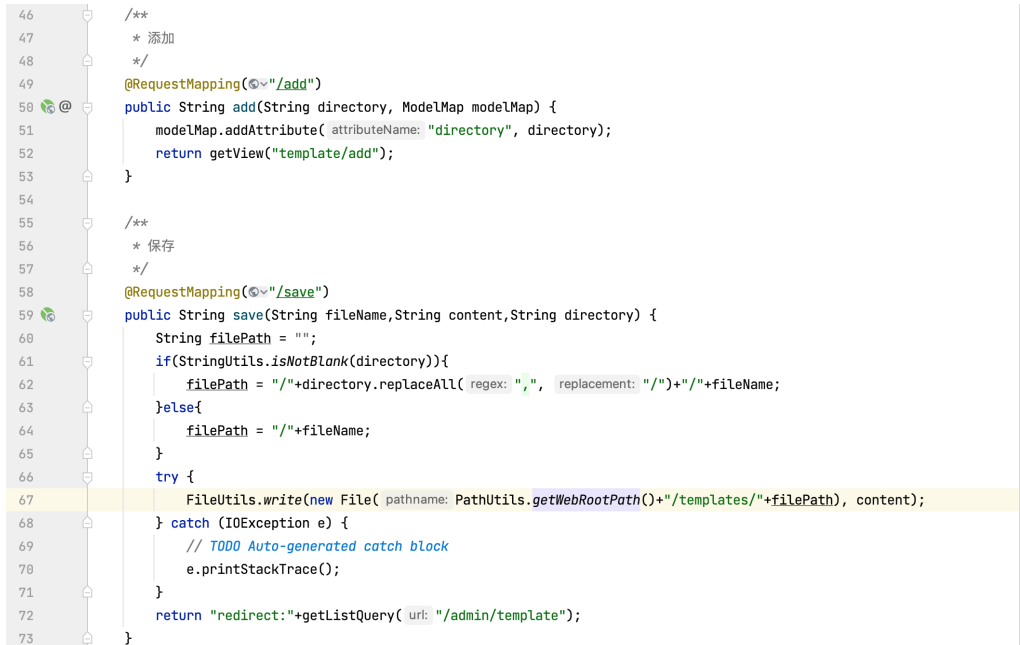 46 /**
47 * 添加
48 */
49 @RequestMapping("/add")
50 @ public String add(String directory, ModelMap modelMap) {
51 modelMap.addAttribute( attributeName: "directory", directory);
52 return getView("template/add");
53 }
54
55 /**
56 * 保存
57 */
58 @RequestMapping("/save")
59 public String save(String fileName,String content,String directory) {
60 String filePath = "";
61 if(StringUtils.isNotBlank(directory)){
62 filePath = "/"+directory.replaceAll( regex: ",", replacement: "/")+"/"+fileName;
63 }else{
64 filePath = "/"+fileName;
65 }
66 try {
67 FileUtils.write(new File( pathname: PathUtils.getWebRootPath()+"/templates/"+filePath), content);
68 } catch (IOException e) {
69 // TODO Auto-generated catch block
70 e.printStackTrace();
71 }
72 return "redirect:"+getListQuery( url: "/admin/template");
73 }